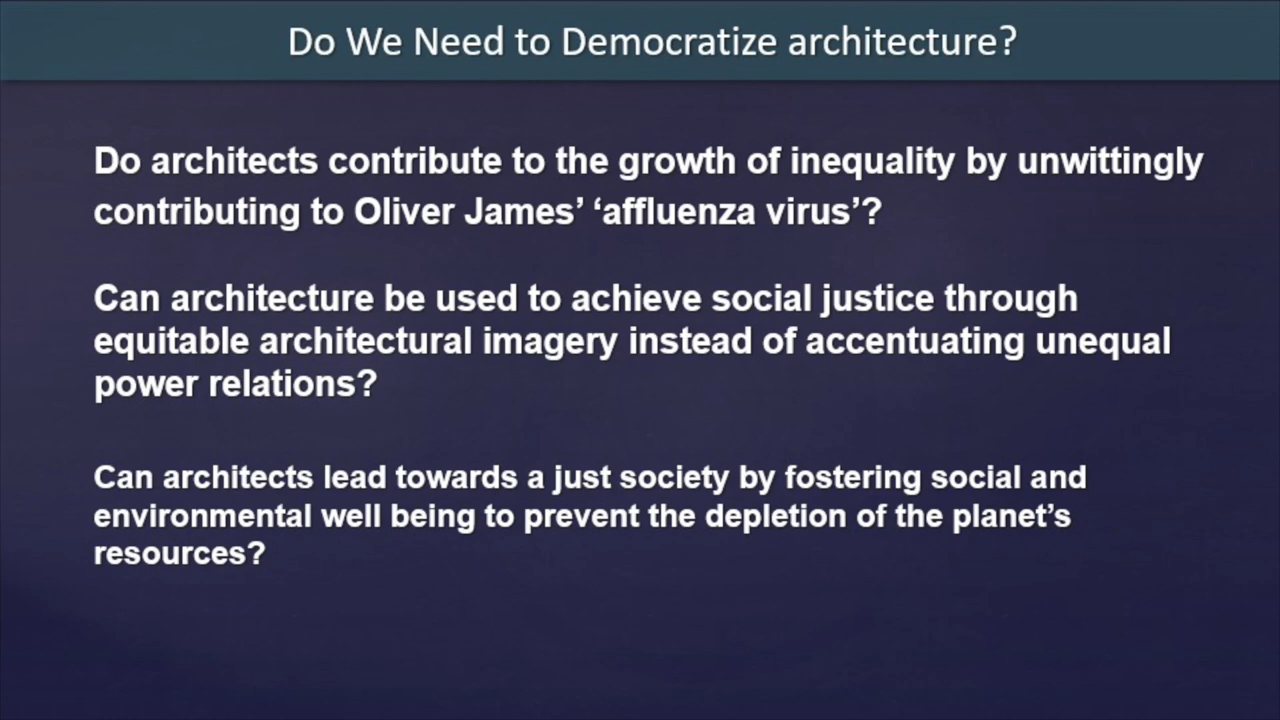 Do We Need to Democratize architecture?
Do architects contribute to the growth of inequality by unwittingly
contributing to Oliver James’ ‘affluenza virus’?
Can architecture be used to achieve social justice through
equitable architectural imagery instead of accentuating unequal
power relations?
Can architects lead towards a just society by fostering social and
environmental well being to prevent the depletion of the planet’s
resources?